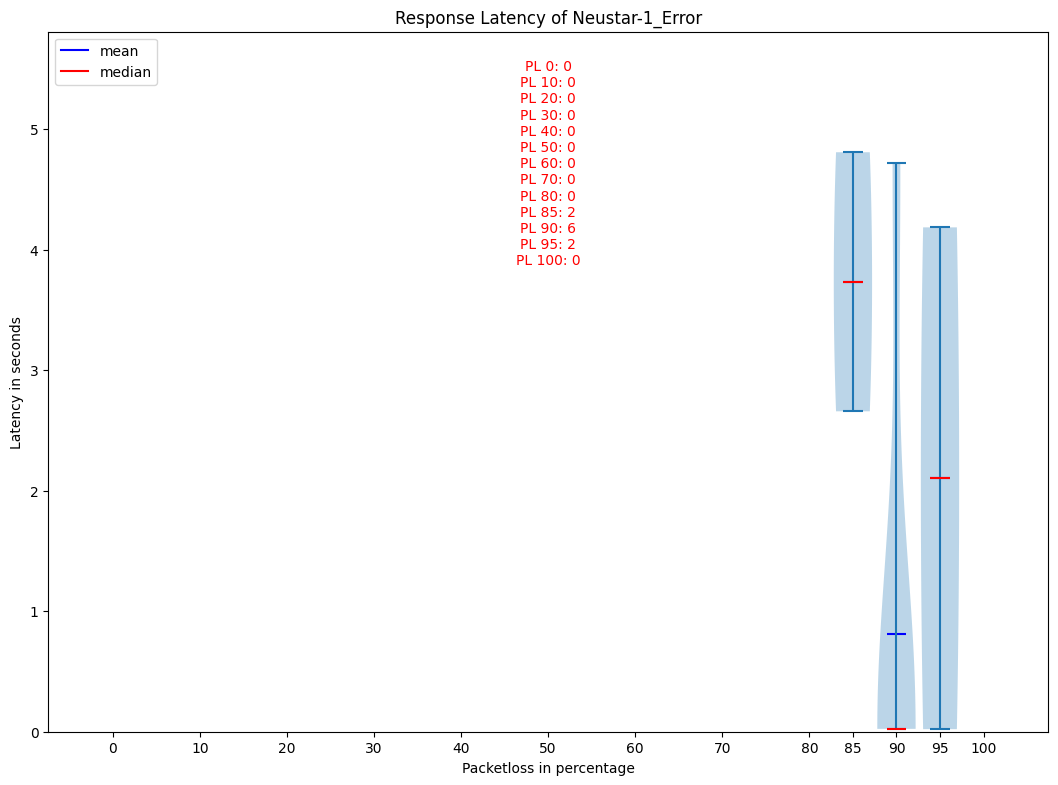 Response Latency of Neustar-1_Error
mean
median
PL 0: 0
PL 10: 0
PL 20: 0
PL 30: 0
PL 40: 0
PL 50: 0
PL 60: 0
PL 70: 0
PL 80: 0
PL 85: 2
PL 90: 6
PL 95: 2
PL 100: 0
Latency in seconds
5
4
3
2
1
0
0 10 20 30 40 50 60 70 80 85 90 95 100
Packetloss in percentage